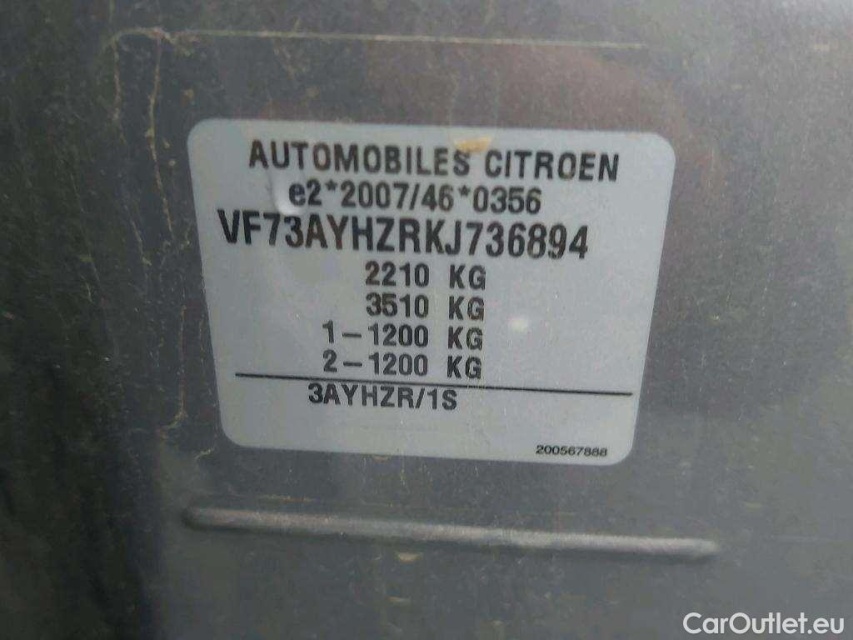 AUTOMOBILES CITROEN
e2*2007/46*0356
VF73AYHZRKJ736894
2210 KG
3510 KG
1-1200 KG
2-1200 KG
3AYHZR/1S
200567888
CarOutlet.eu